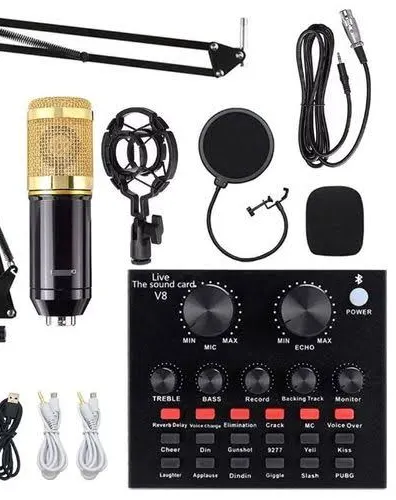 Live
The sound card
V8
POWER
MIN MAX MIN MAX
MIC ECHO
TREBLE BASS Record Backing Track Monitor
Reverb Delay Voice Change Elimination Crack MC Voice Over
Cheer Din Gunshot 9277 Yell Kiss
Laughter Applause Dindin Giggle Slash PUBG